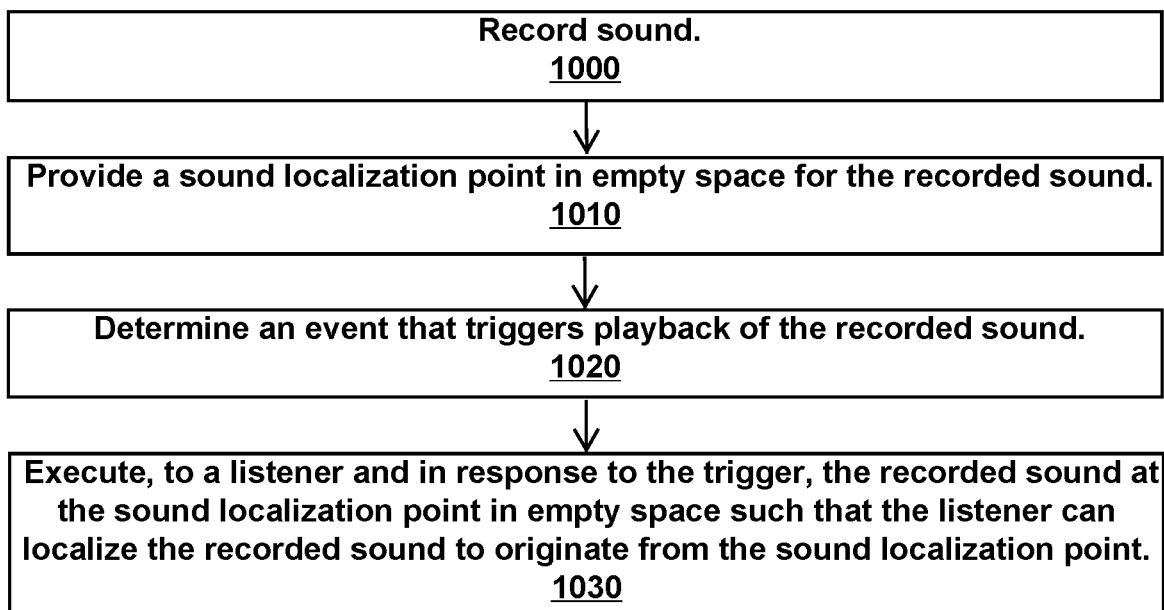 Record sound.
1000
Provide a sound localization point in empty space for the recorded sound.
1010
Determine an event that triggers playback of the recorded sound.
1020
Execute, to a listener and in response to the trigger, the recorded sound at
the sound localization point in empty space such that the listener can
localize the recorded sound to originate from the sound localization point.
1030